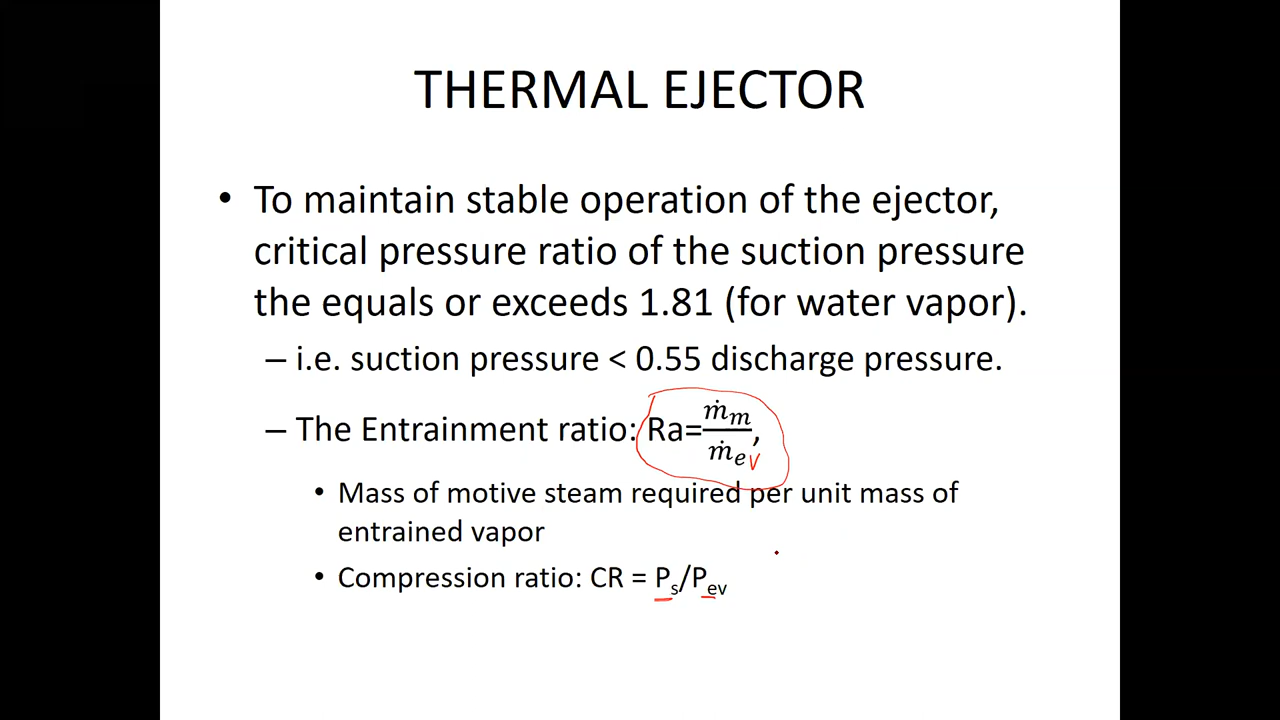 THERMAL EJECTOR
• To maintain stable operation of the ejector,
critical pressure ratio of the suction pressure
the equals or exceeds 1.81 (for water vapor).
– i.e. suction pressure < 0.55 discharge pressure.
– The Entrainment ratio: Ra=ṁₘ/ṁₑv,
• Mass of motive steam required per unit mass of
entrained vapor
• Compression ratio: CR = Ps/Pev